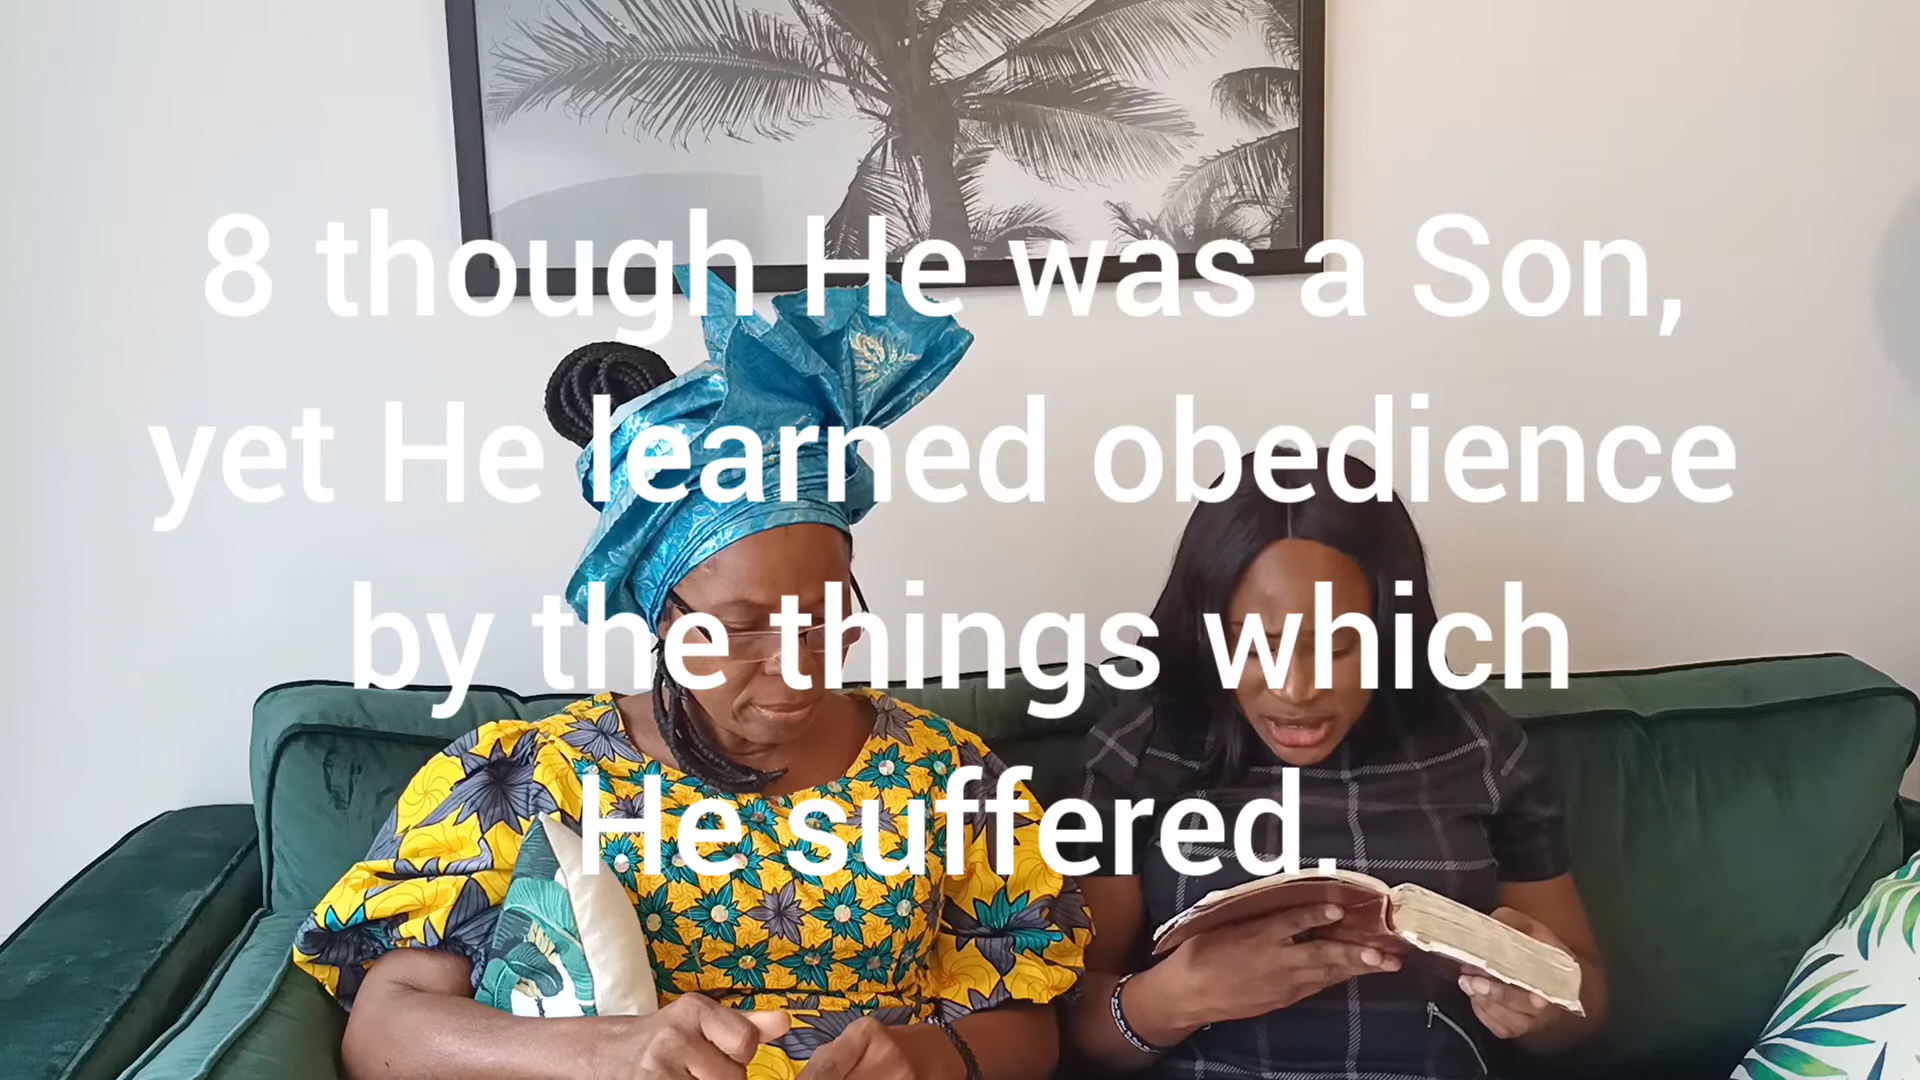 8 though He was a Son,
yet He learned obedience
by the things which
He suffered.